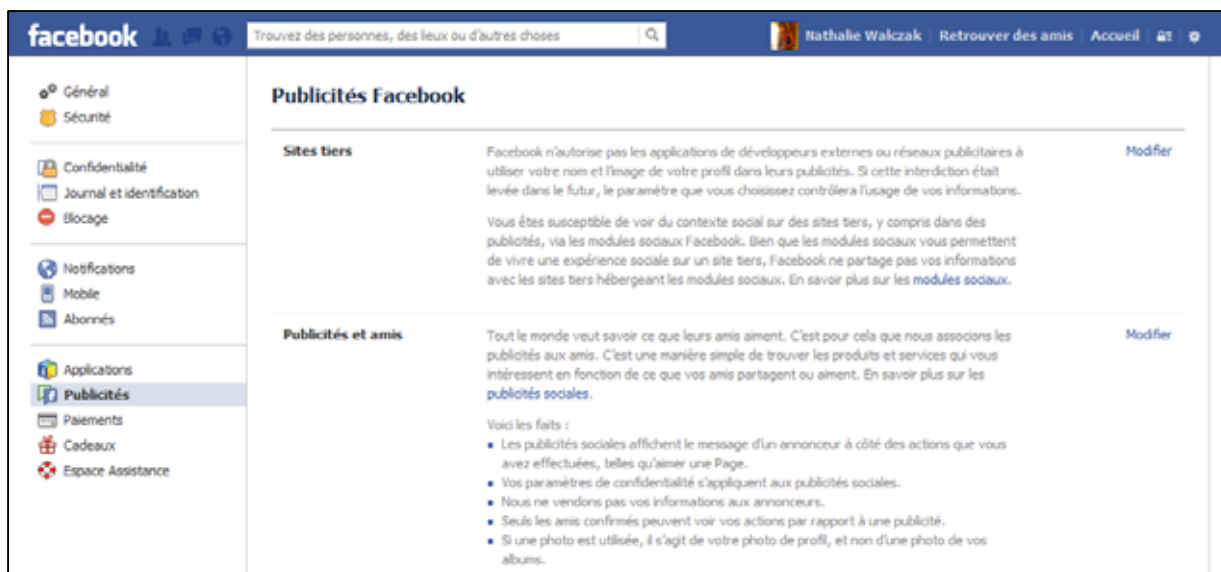 facebook
Trouvez des personnes, des lieux ou d'autres choses
Nathalie Walczak
Retrouver des amis
Accueil
Général
Sécurité
Confidentialité
Journal et identification
Blocage
Notifications
Mobile
Abonnés
Applications
Publicités
Paiements
Cadeaux
Espace Assistance
Publicités Facebook
Sites tiers
Facebook n'autorise pas les applications de développeurs externes ou réseaux publicitaires à
utiliser votre nom et l'image de votre profil dans leurs publicités. Si cette interdiction était
levée dans le futur, le paramètre que vous choisissez contrôlera l'usage de vos informations.
Vous êtes susceptible de voir du contexte social sur des sites tiers, y compris dans des
publicités, via les modules sociaux Facebook. Bien que les modules sociaux vous permettent
de vivre une expérience sociale sur un site tiers, Facebook ne partage pas vos informations
avec les sites tiers hébergeant les modules sociaux. En savoir plus sur les modules sociaux.
Modifier
Publicités et amis
Tout le monde veut savoir ce que leurs amis aiment. C'est pour cela que nous associons les
publicités aux amis. C'est une manière simple de trouver les produits et services qui vous
intéressent en fonction de ce que vos amis partagent ou aiment. En savoir plus sur les
publicités sociales.
Modifier
Voici les faits :
▪ Les publicités sociales affichent le message d'un annonceur à côté des actions que vous
avez effectuées, telles qu'aimer une Page.
▪ Vos paramètres de confidentialité s'appliquent aux publicités sociales.
▪ Nous ne vendons pas vos informations aux annonceurs.
▪ Seuls les amis confirmés peuvent voir vos actions par rapport à une publicité.
▪ Si une photo est utilisée, il s'agit de votre photo de profil, et non d'une photo de vos
albums.